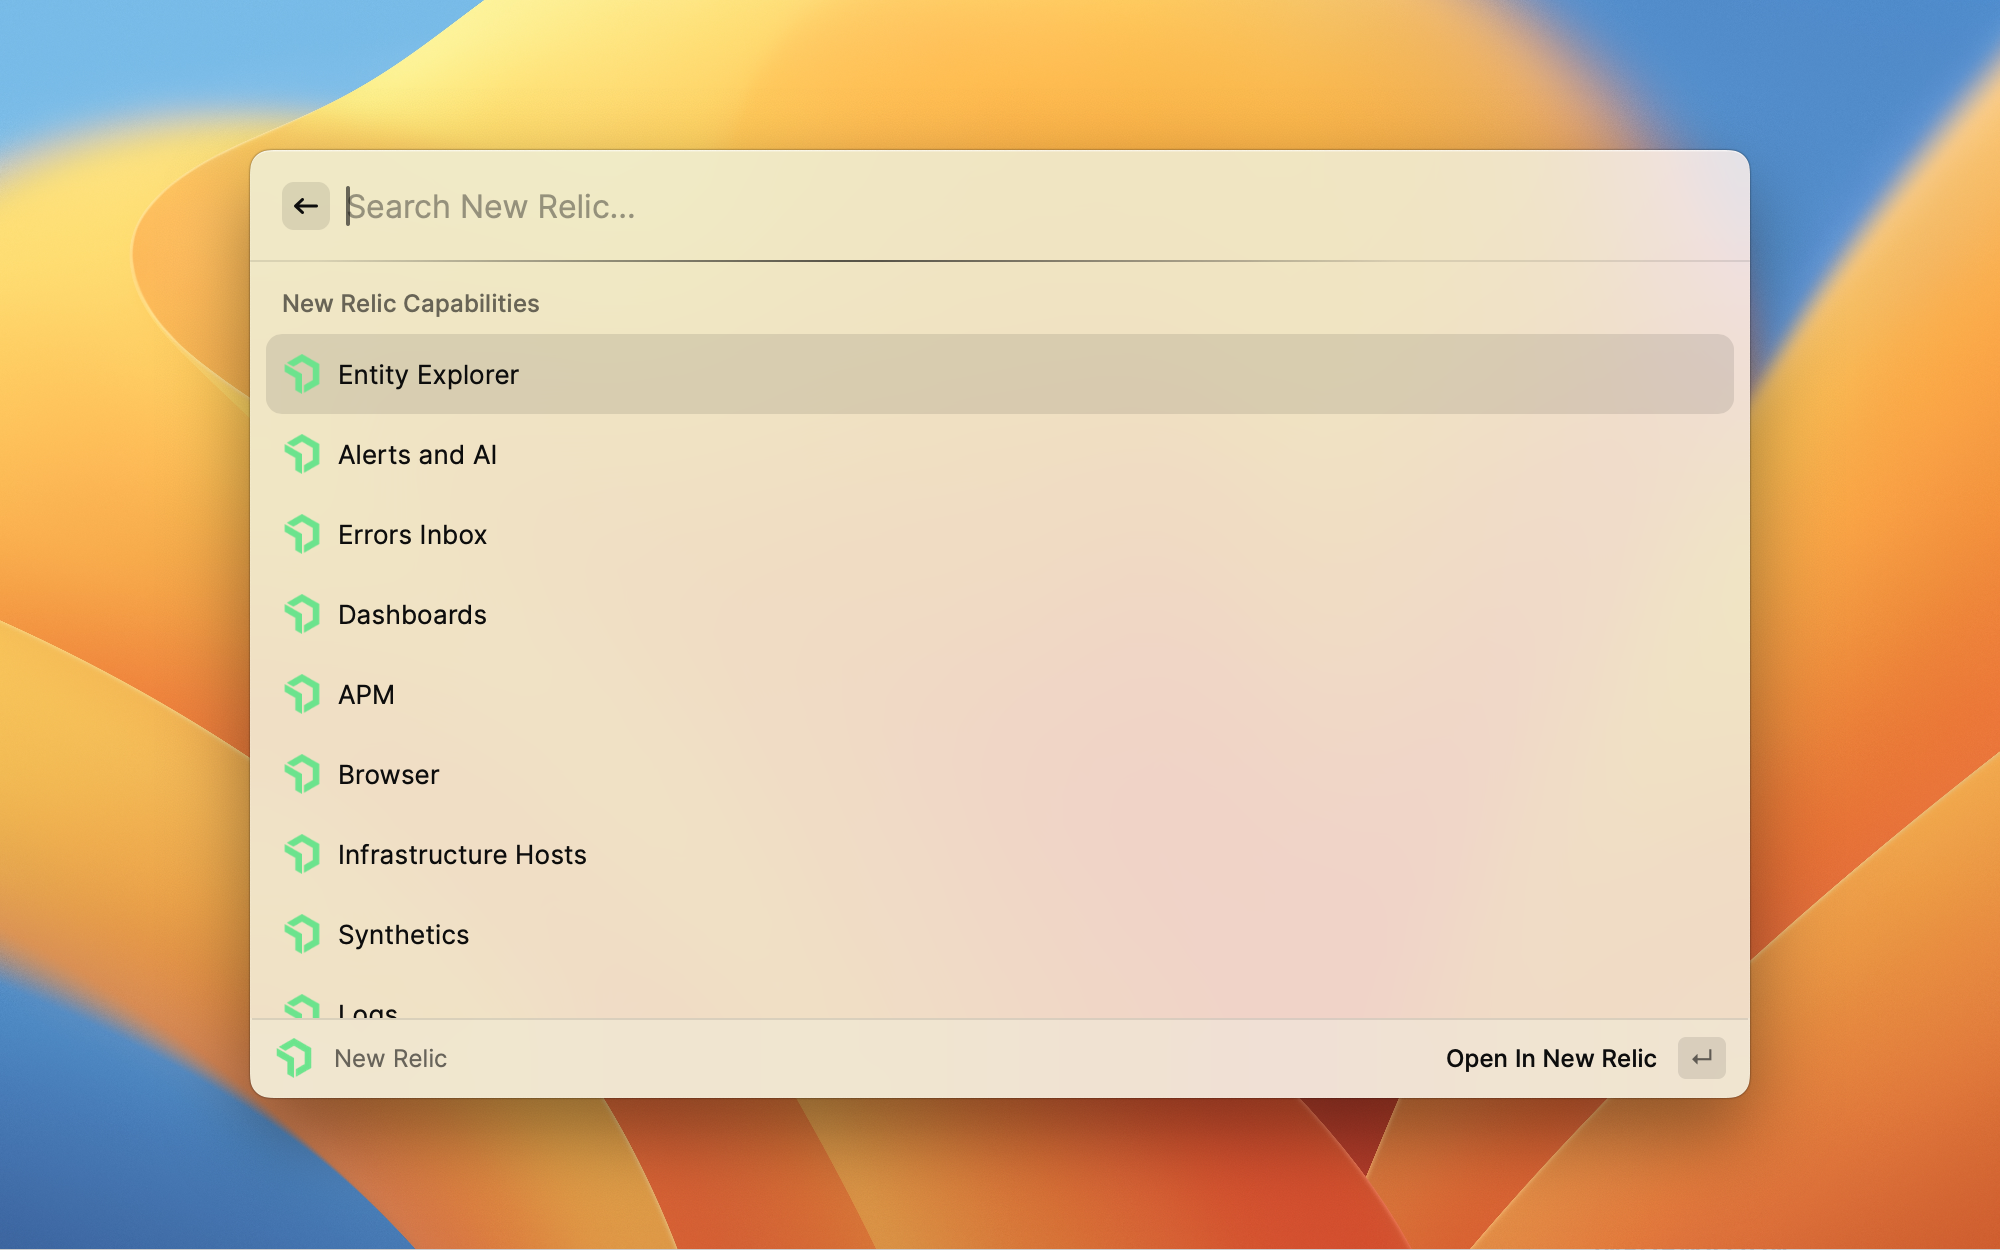 Search New Relic...
New Relic Capabilities
Entity Explorer
Alerts and AI
Errors Inbox
Dashboards
APM
Browser
Infrastructure Hosts
Synthetics
Logs
New Relic
Open In New Relic